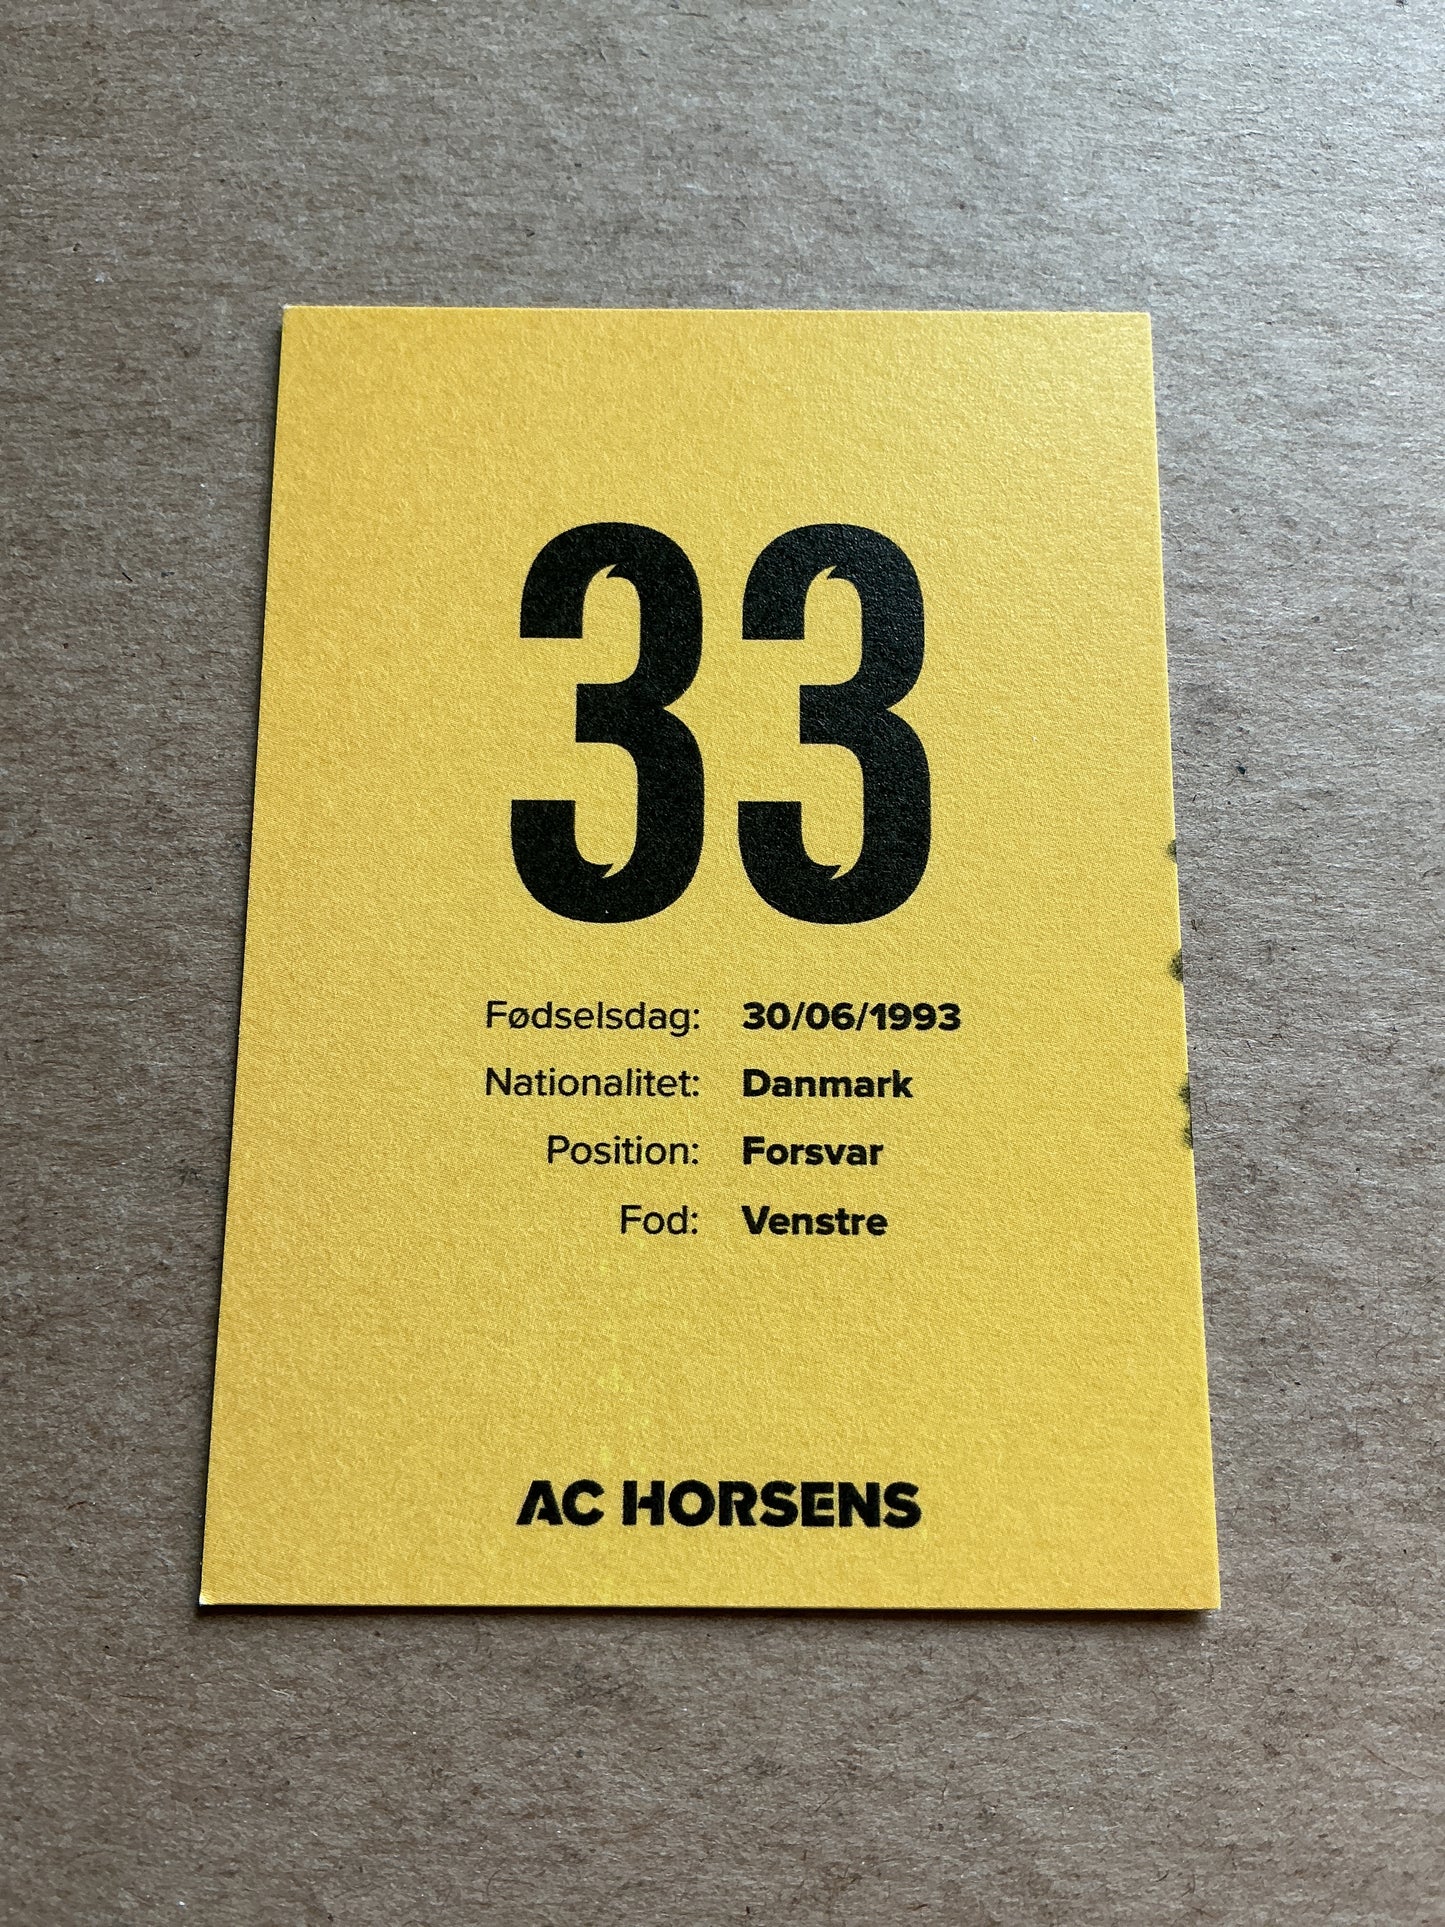 33
Fødselsdag: 30/06/1993
Nationalitet: Danmark
Position: Forsvar
Fod: Venstre
AC HORSENS